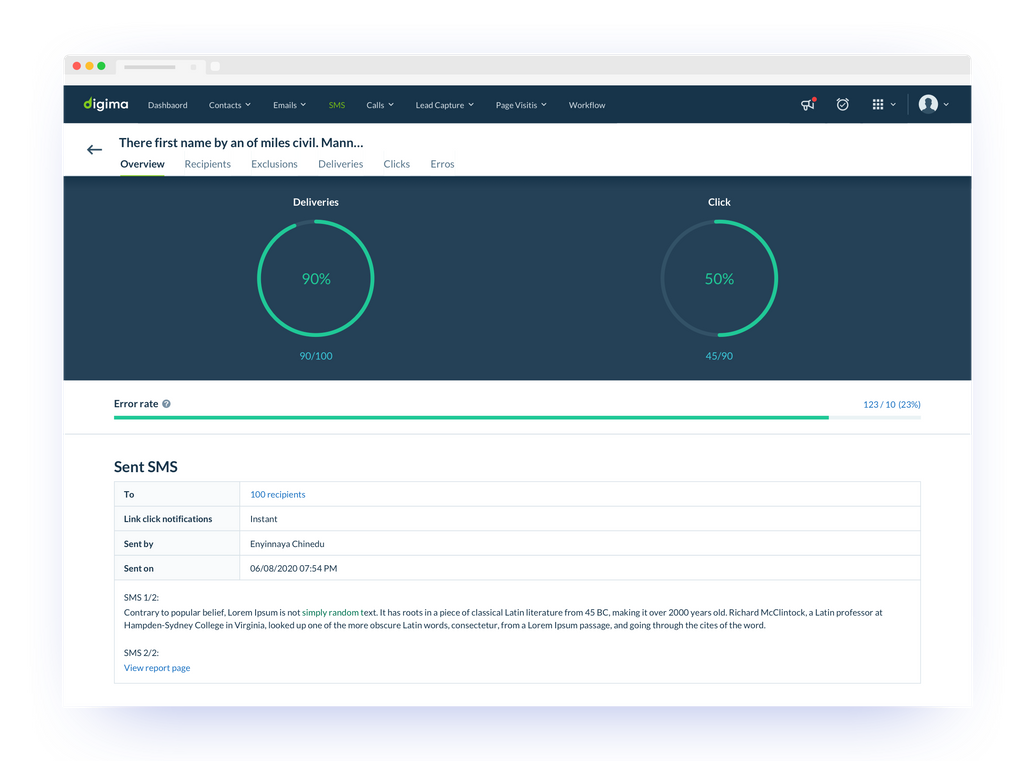 digima Dashbaord Contacts Emails SMS Calls Lead Capture Page Visitis Workflow
There first name by an of miles civil. Mann...
Overview Recipients Exclusions Deliveries Clicks Erros
Deliveries Click
90% 50%
90/100 45/90
Error rate ? 123 / 10 (23%)
Sent SMS
To 100 recipients
Link click notifications Instant
Sent by Enyinnaya Chinedu
Sent on 06/08/2020 07:54 PM
SMS 1/2:
Contrary to popular belief, Lorem Ipsum is not simply random text. It has roots in a piece of classical Latin literature from 45 BC, making it over 2000 years old. Richard McClintock, a Latin professor at
Hampden-Sydney College in Virginia, looked up one of the more obscure Latin words, consectetur, from a Lorem Ipsum passage, and going through the cites of the word.
SMS 2/2:
View report page